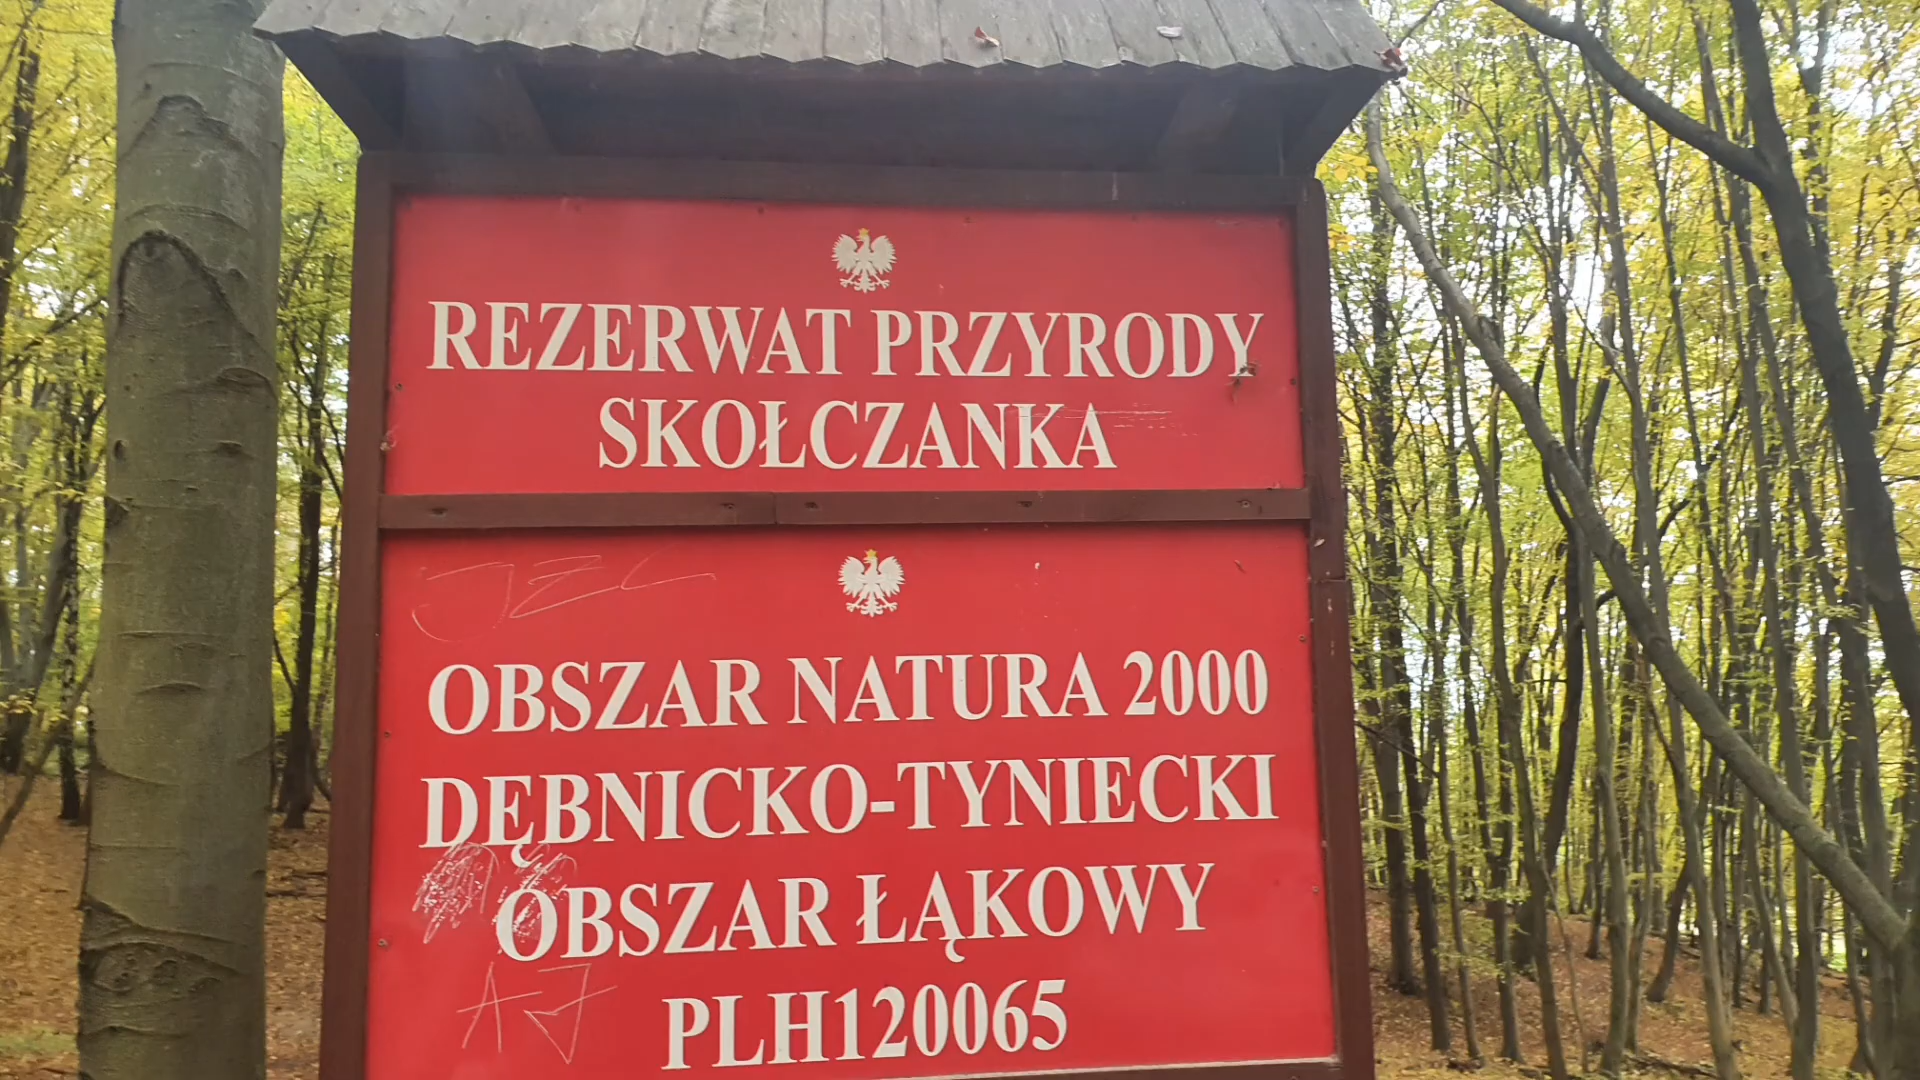 REZERWAT PRZYRODY
SKOŁCZANKA
OBSZAR NATURA 2000
DĘBNICKO-TYNIECKI
OBSZAR ŁĄKOWY
PLH120065